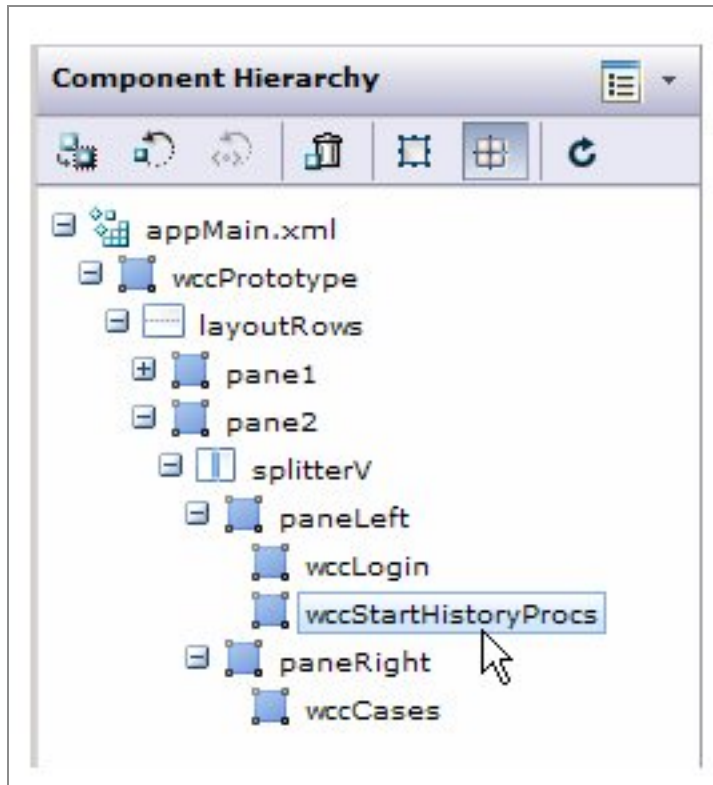 Component Hierarchy
appMain.xml
wccPrototype
layoutRows
pane1
pane2
splitterV
paneLeft
wccLogin
wccStartHistoryProcs
paneRight
wccCases